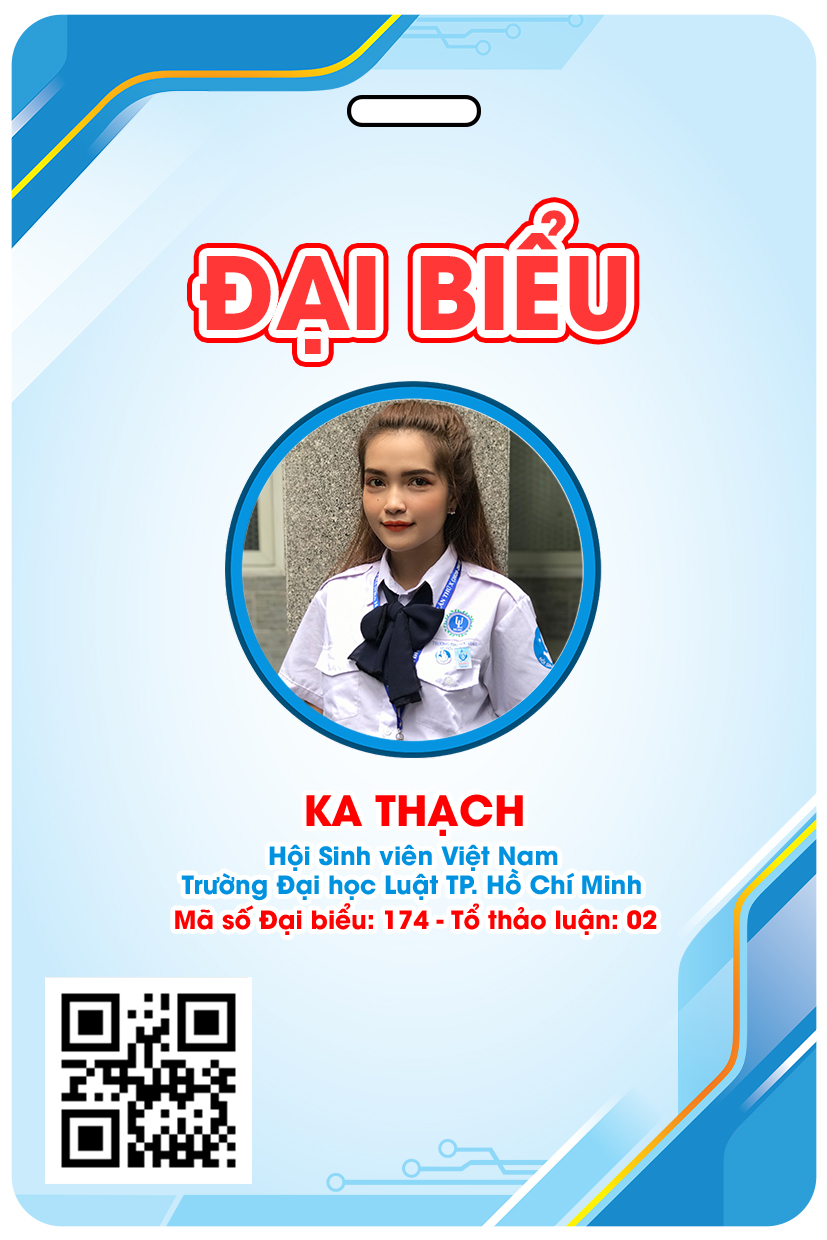 ĐẠI BIỂU
KA THẠCH
Hội Sinh viên Việt Nam
Trường Đại học Luật TP. Hồ Chí Minh
Mã số Đại biểu: 174 - Tổ thảo luận: 02